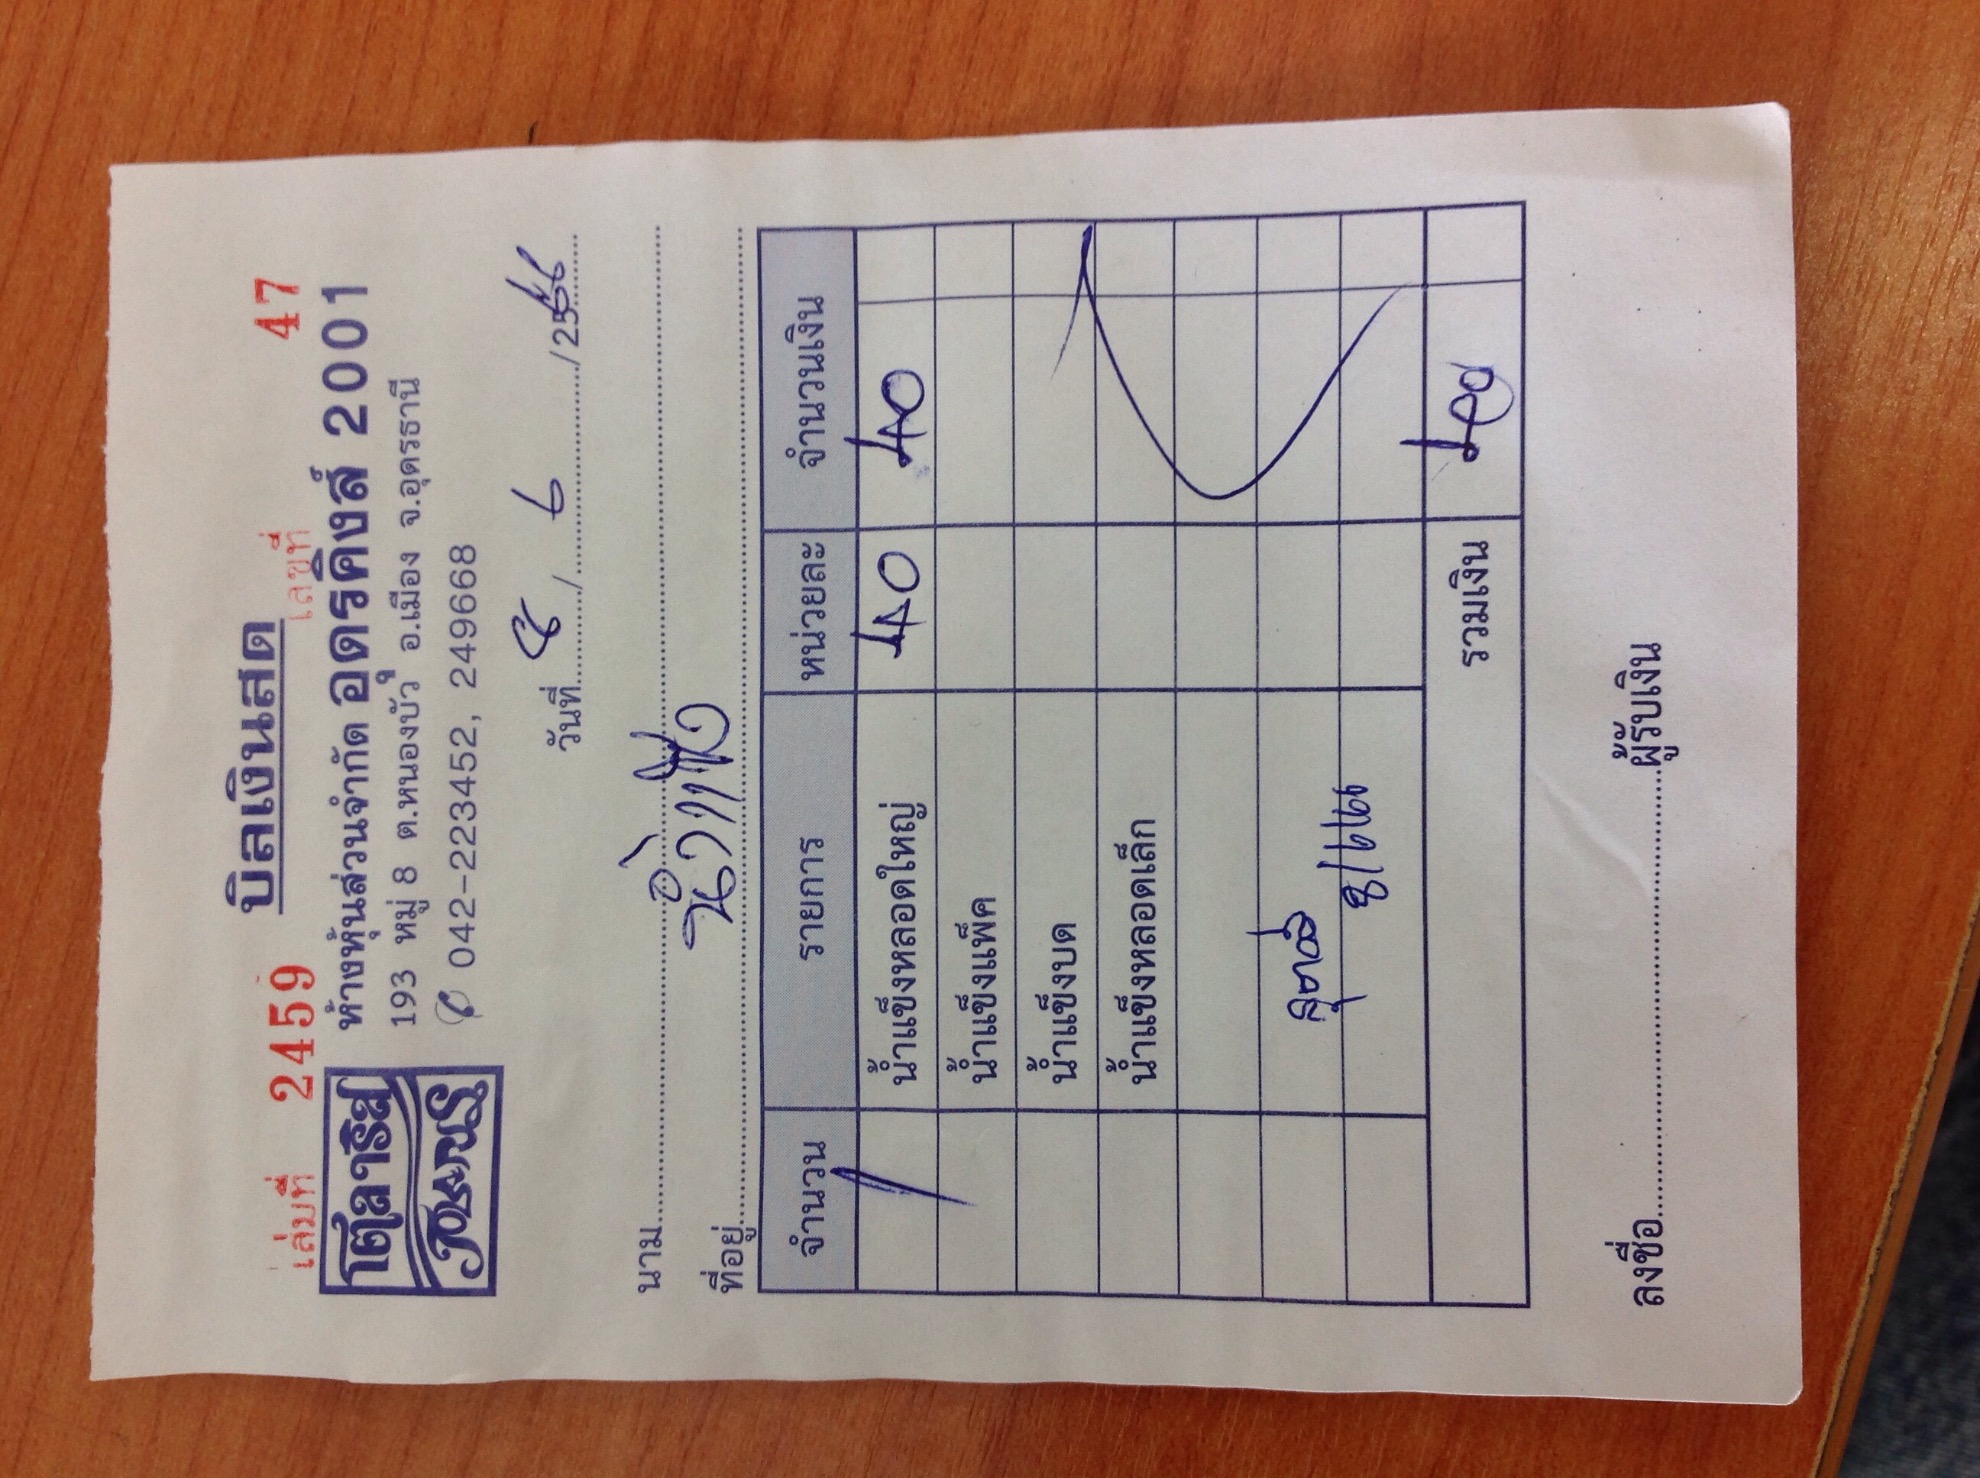 บิลเงินสด
เล่มที่ 2459 เลขที่ 47
โตลาริส
POLARIS
ห้างหุ้นส่วนจำกัด อุดรคิงส์ 2001
193 หมู่ 8 ต.หนองบัว อ.เมือง จ.อุดรธานี
042-223452, 249668
วันที่ 8 / 6 / 2566
นาม
ที่อยู่
จำนวน รายการ หน่วยละ จำนวนเงิน
1 น้ำแข็งหลอดใหญ่ 40 40
น้ำแข็งแพ็ค
น้ำแข็งบด
น้ำแข็งหลอดเล็ก
รวมเงิน 40
ลงชื่อ ผู้รับเงิน